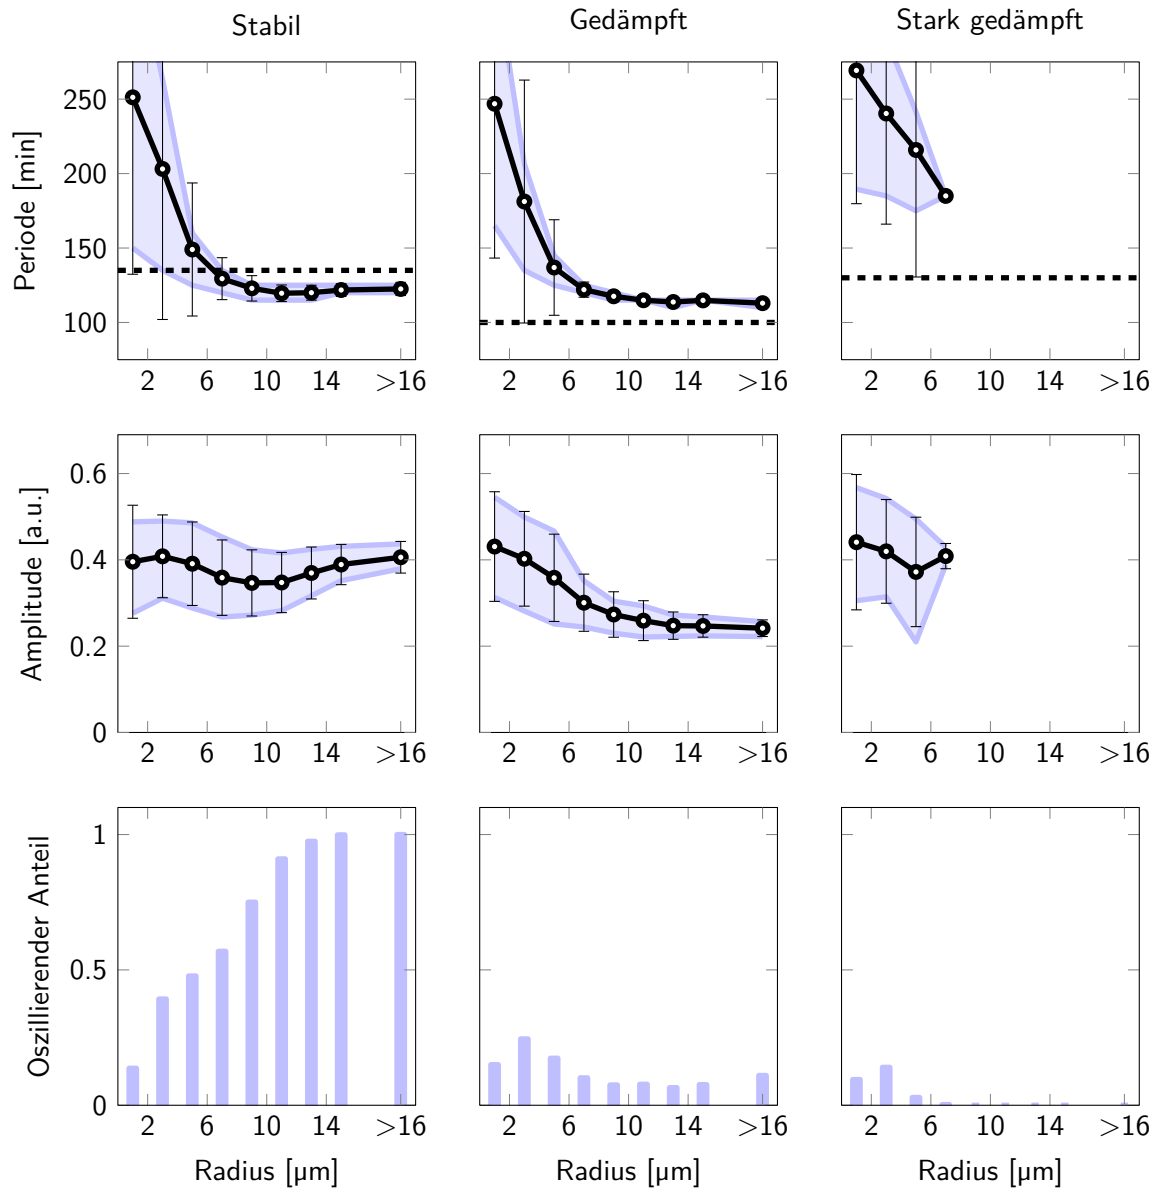 Stabil
Gedämpft
Stark gedämpft
Periode [min]
250
200
150
100
2 6 10 14 >16
2 6 10 14 >16
2 6 10 14 >16
Amplitude [a.u.]
0.6
0.4
0.2
0
2 6 10 14 >16
2 6 10 14 >16
2 6 10 14 >16
Oszillierender Anteil
1
0.5
0
2 6 10 14 >16
2 6 10 14 >16
2 6 10 14 >16
Radius [µm]
Radius [µm]
Radius [µm]